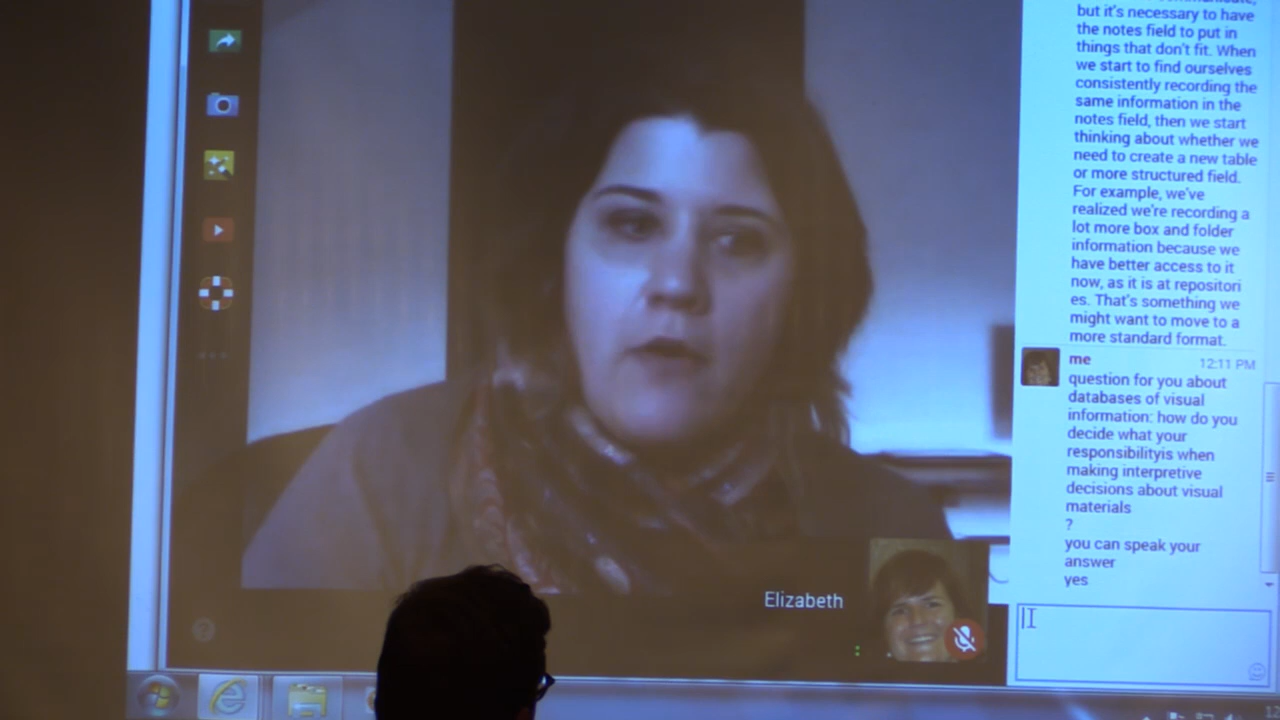 but it's necessary to have
the notes field to put in
things that don't fit. When
we start to find ourselves
consistently recording the
same information in the
notes field, then we start
thinking about whether we
need to create a new table
or more structured field.
For example, we've
realized we're recording a
lot more box and folder
information because we
have better access to it
now, as it is at repositori
es. That's something we
might want to move to a
more standard format.
me 12:11 PM
question for you about
databases of visual
information: how do you
decide what your
responsibilityis when
making interpretive
decisions about visual
materials
?
you can speak your
answer
yes
Elizabeth